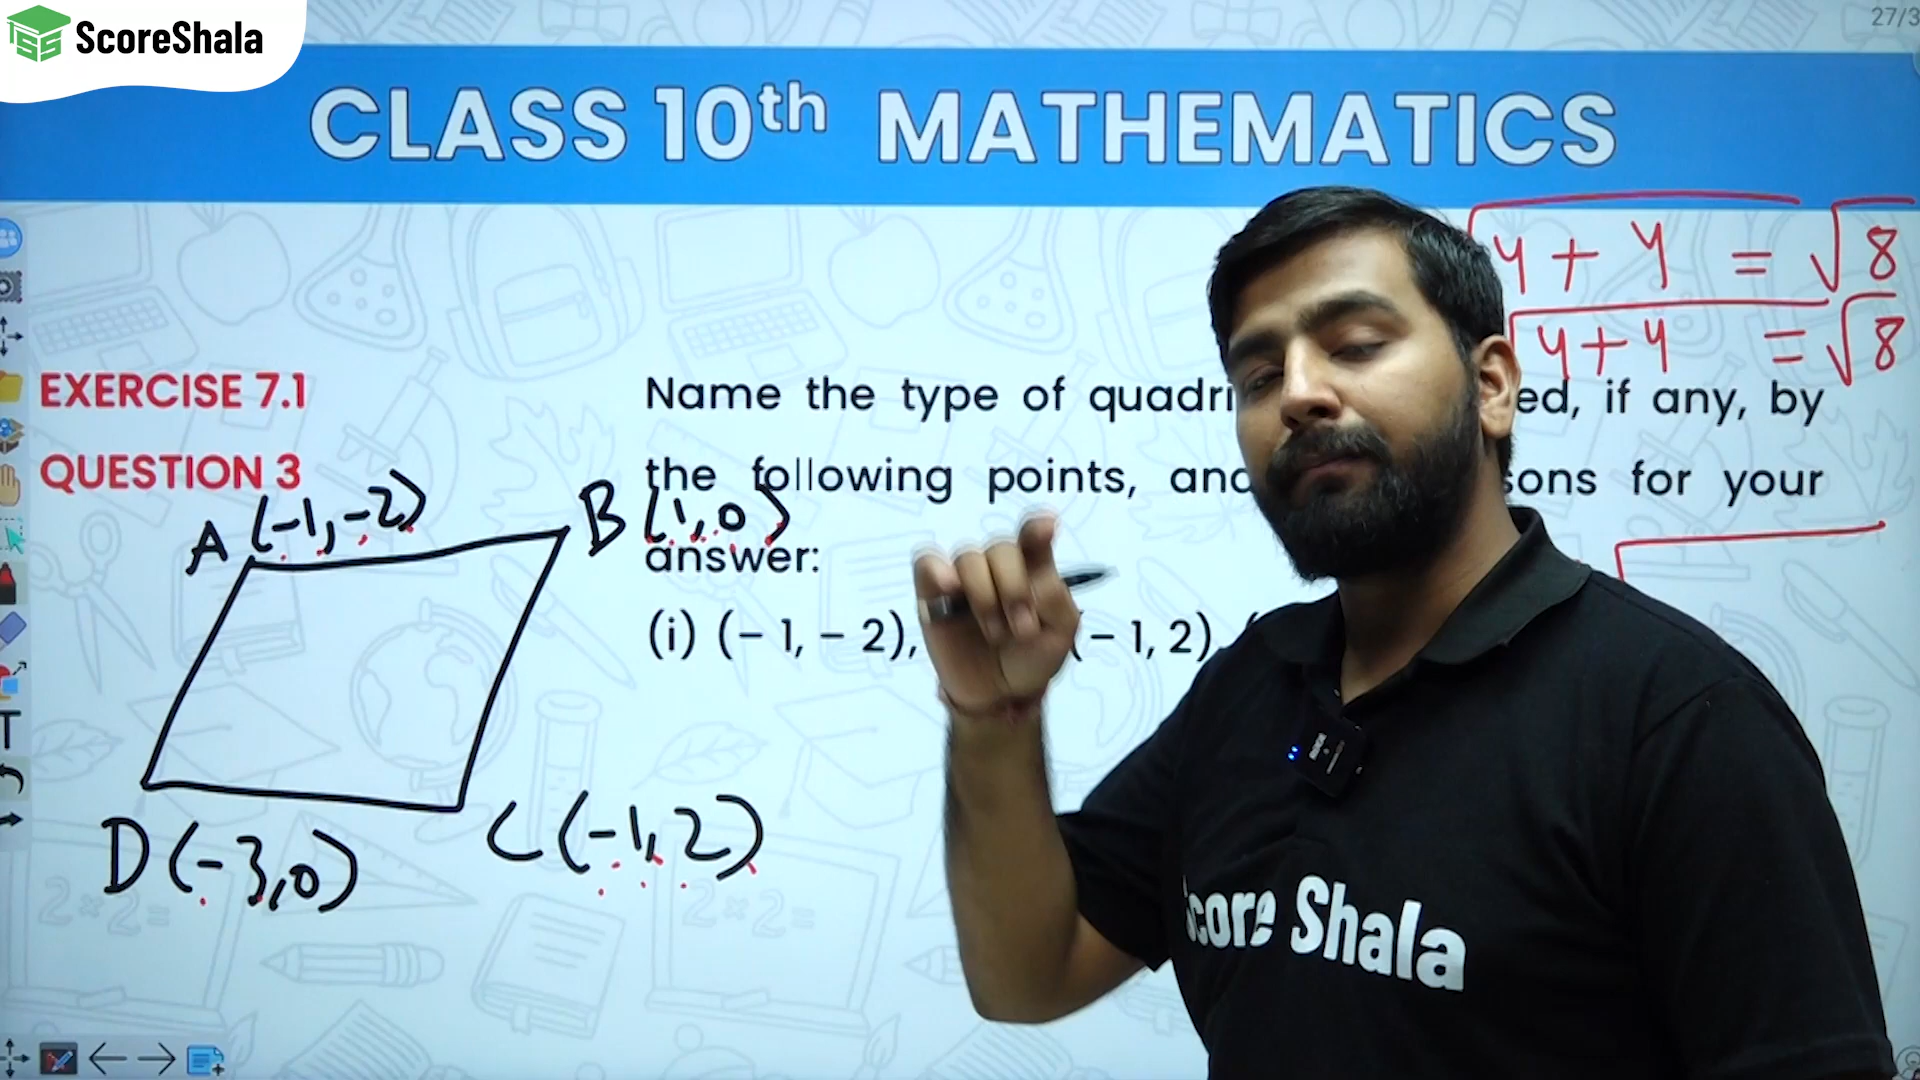 ScoreShala
27/3
CLASS 10th MATHEMATICS
4 + 4 = √8
4 + 4 = √8
EXERCISE 7.1
QUESTION 3
Name the type of quadri ed, if any, by
the following points, and sons for your
answer:
(i) (– 1, – 2), (– 1, 2),
A (-1, -2)
B (1, 0)
D (-3, 0)
C (-1, 2)
core Shala